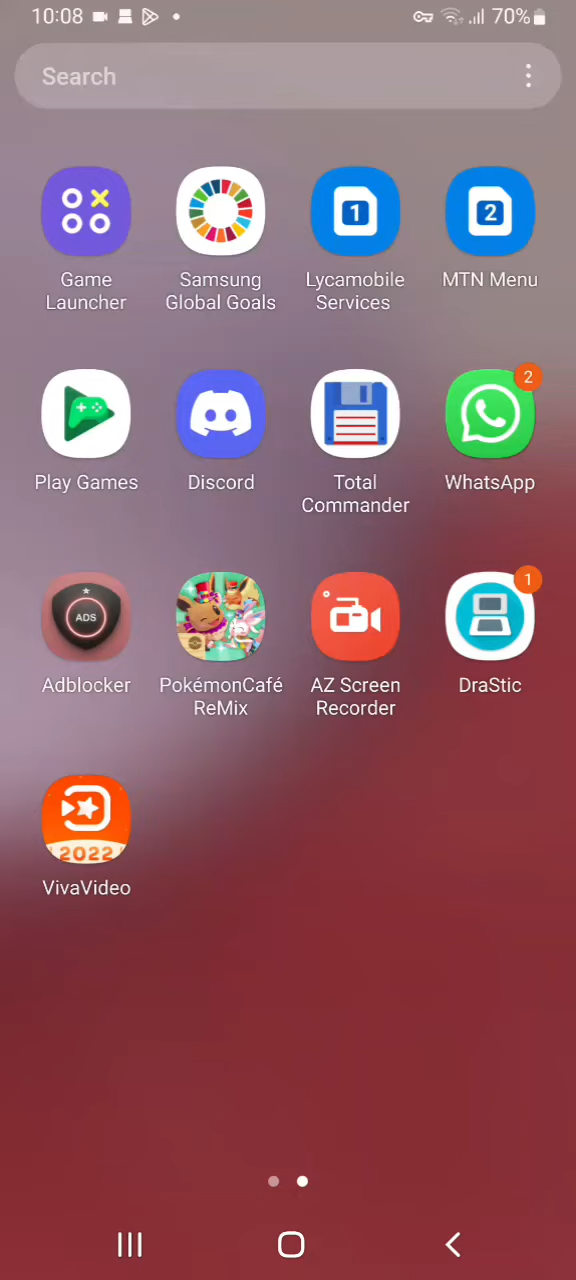 10:08
70%
Search
1
2
Game
Launcher
Samsung
Global Goals
Lycamobile
Services
MTN Menu
2
Play Games
Discord
Total
Commander
WhatsApp
ADS
1
Adblocker
PokémonCafé
ReMix
AZ Screen
Recorder
DraStic
2022
VivaVideo